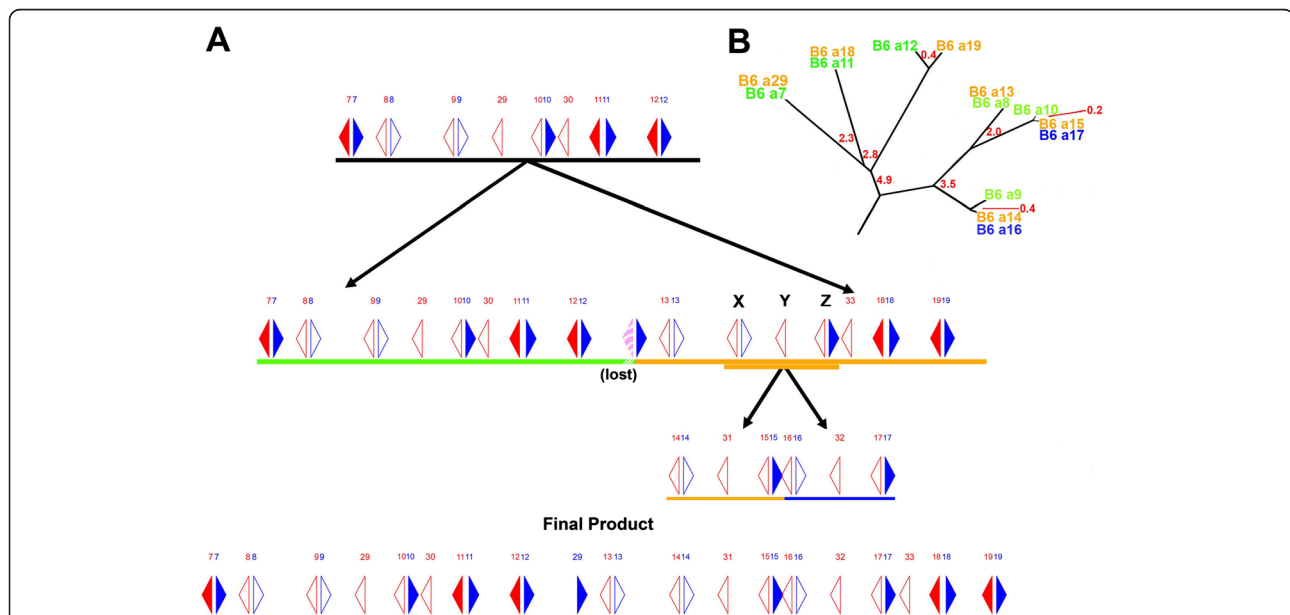 A
B
77 88 99 29 1010 30 1111 1212
B6 a12 B6 a19
0.4
B6 a18
B6 a11
B6 a29
B6 a7
B6 a13
B6 a8 B6 a10
0.2
B6 a15
B6 a17
2.3
2.0
2.8
4.9
3.5
B6 a9
0.4
B6 a14
B6 a16
X Y Z
77 88 99 29 1010 30 1111 1212 1313 33 1818 1919
(lost)
1414 31 1515 1616 32 1717
Final Product
77 88 99 29 1010 30 1111 1212 29 1313 1414 31 1515 1616 32 1717 33 1818 1919